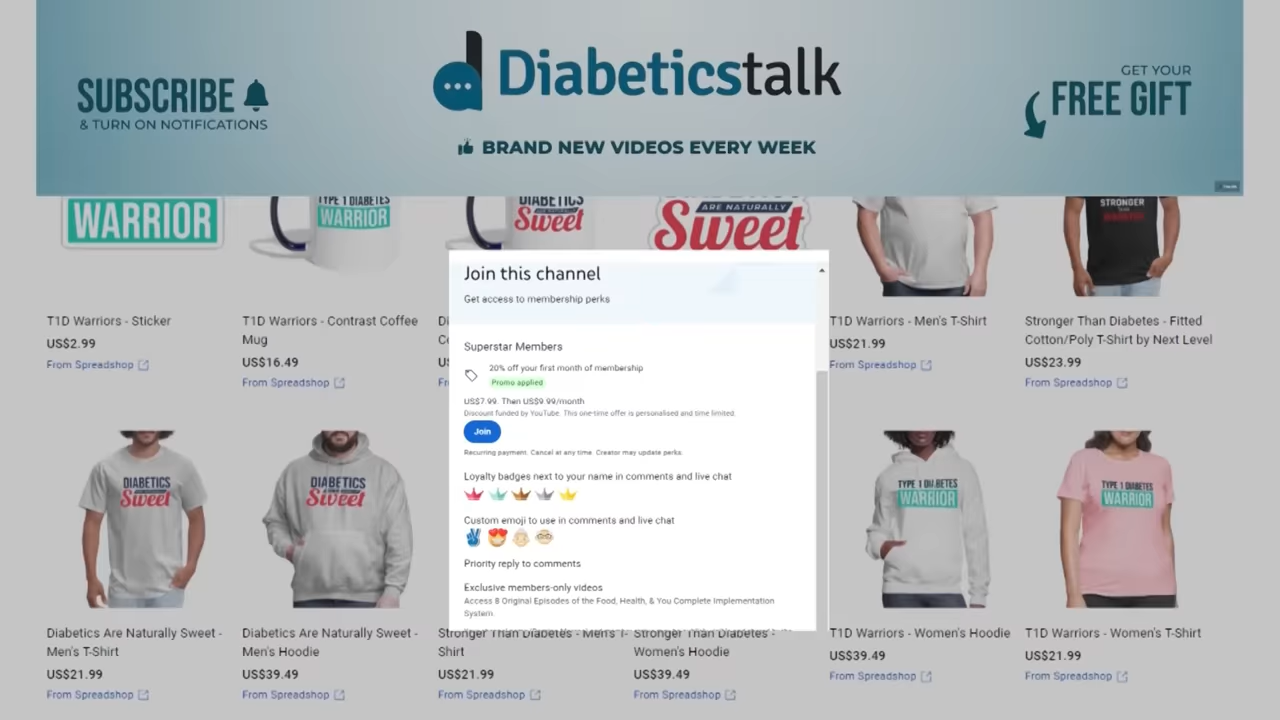 SUBSCRIBE
& TURN ON NOTIFICATIONS
Diabeticstalk
BRAND NEW VIDEOS EVERY WEEK
GET YOUR
FREE GIFT
WARRIOR
TYPE 1 DIABETES
WARRIOR
DIABETICS
Sweet
ARE NATURALLY
Sweet
STRONGER
T1D Warriors - Sticker
US$2.99
From Spreadshop
T1D Warriors - Contrast Coffee
Mug
US$16.49
From Spreadshop
T1D Warriors - Men's T-Shirt
US$21.99
From Spreadshop
Stronger Than Diabetes - Fitted
Cotton/Poly T-Shirt by Next Level
US$23.99
From Spreadshop
Join this channel
Get access to membership perks
Superstar Members
20% off your first month of membership
Promo applied
US$7.99. Then US$9.99/month
Discount funded by YouTube. This one-time offer is personalised and time limited.
Join
Recurring payment. Cancel at any time. Creator may update perks.
Loyalty badges next to your name in comments and live chat
Custom emoji to use in comments and live chat
Priority reply to comments
Exclusive members-only videos
Access 8 Original Episodes of the Food, Health, & You Complete Implementation
System
DIABETICS
Sweet
DIABETICS
Sweet
TYPE 1 DIABETES
WARRIOR
TYPE 1 DIABETES
WARRIOR
Diabetics Are Naturally Sweet -
Men's T-Shirt
US$21.99
From Spreadshop
Diabetics Are Naturally Sweet -
Men's Hoodie
US$39.49
From Spreadshop
Stronger Than Diabetes - Men's T-
Shirt
US$21.99
From Spreadshop
Stronger Than Diabetes -
Women's Hoodie
US$39.49
From Spreadshop
T1D Warriors - Women's Hoodie
US$39.49
From Spreadshop
T1D Warriors - Women's T-Shirt
US$21.99
From Spreadshop